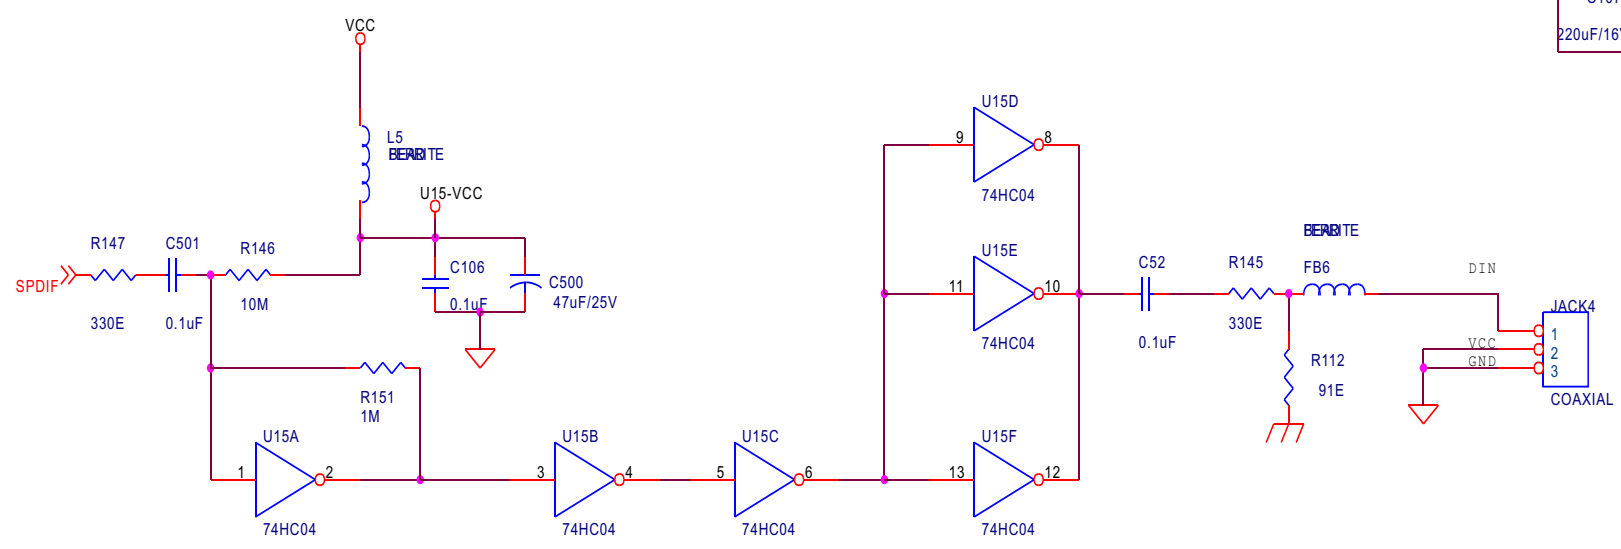 C107
220uF/16V
VCC
L5
U15-VCC
R147
C501
R146
SPDIF
330E
0.1uF
10M
C106
0.1uF
C500
47uF/25V
R151
1M
U15A
1
2
74HC04
U15B
3
4
74HC04
U15C
5
6
74HC04
U15D
9
8
74HC04
U15E
11
10
74HC04
U15F
13
12
74HC04
C52
0.1uF
R145
330E
FB6
R112
91E
DIN
VCC
GND
JACK4
1
2
3
COAXIAL